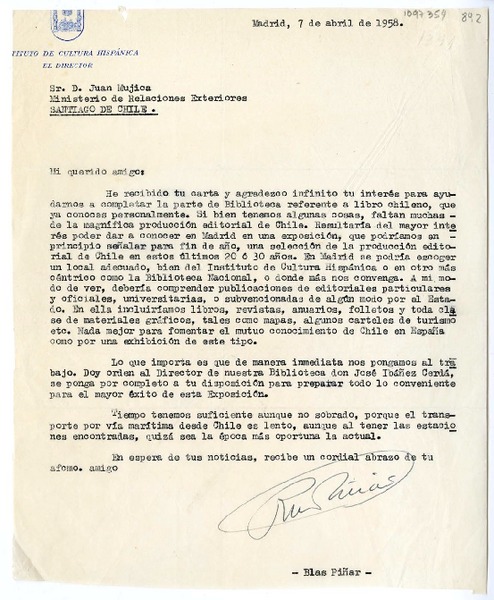 Madrid, 7 de abril de 1958.
1097359 892
TITUTO DE CULTURA HISPÁNICA
EL DIRECTOR
Sr. D. Juan Mujica
Ministerio de Relaciones Exteriores
SANTIAGO DE CHILE.
Mi querido amigo:
He recibido tu carta y agradezco infinito tu interés para ayu-
darnos a completar la parte de Biblioteca referente a libro chileno, que
ya conoces personalmente. Si bien tenemos algunas cosas, faltan muchas -
de la magnífica producción editorial de Chile. Resultaría del mayor inte
rés poder dar a conocer en Madrid en una exposición, que podríamos en -
principio señalar para fin de año, una selección de la producción edito-
rial de Chile en estos últimos 20 ó 30 años. En Madrid se podría escoger
un local adecuado, bien del Instituto de Cultura Hispánica o en otro más
céntrico como la Biblioteca Nacional, o donde más nos convenga. A mi mo-
do de ver, debería comprender publicaciones de editoriales particulares
y oficiales, universitarias, o subvencionadas de algún modo por el Esta-
do. En ella incluiríamos libros, revistas, anuarios, folletos y toda cla
se de materiales gráficos, tales como mapas, algunos carteles de turismo
etc. Nada mejor para fomentar el mutuo conocimiento de Chile en España
como por una exhibición de este tipo.
Lo que importa es que de manera inmediata nos pongamos al tra
bajo. Doy orden al Director de nuestra Biblioteca don José Ibáñez Cerdá,
se ponga por completo a tu disposición para preparar todo lo conveniente
para el mayor éxito de esta Exposición.
Tiempo tenemos suficiente aunque no sobrado, porque el trans-
porte por vía marítima desde Chile es lento, aunque al tener las estacio
nes encontradas, quizá sea la época más oportuna la actual.
En espera de tus noticias, recibe un cordial abrazo de tu
afcmo. amigo
- Blas Piñar -